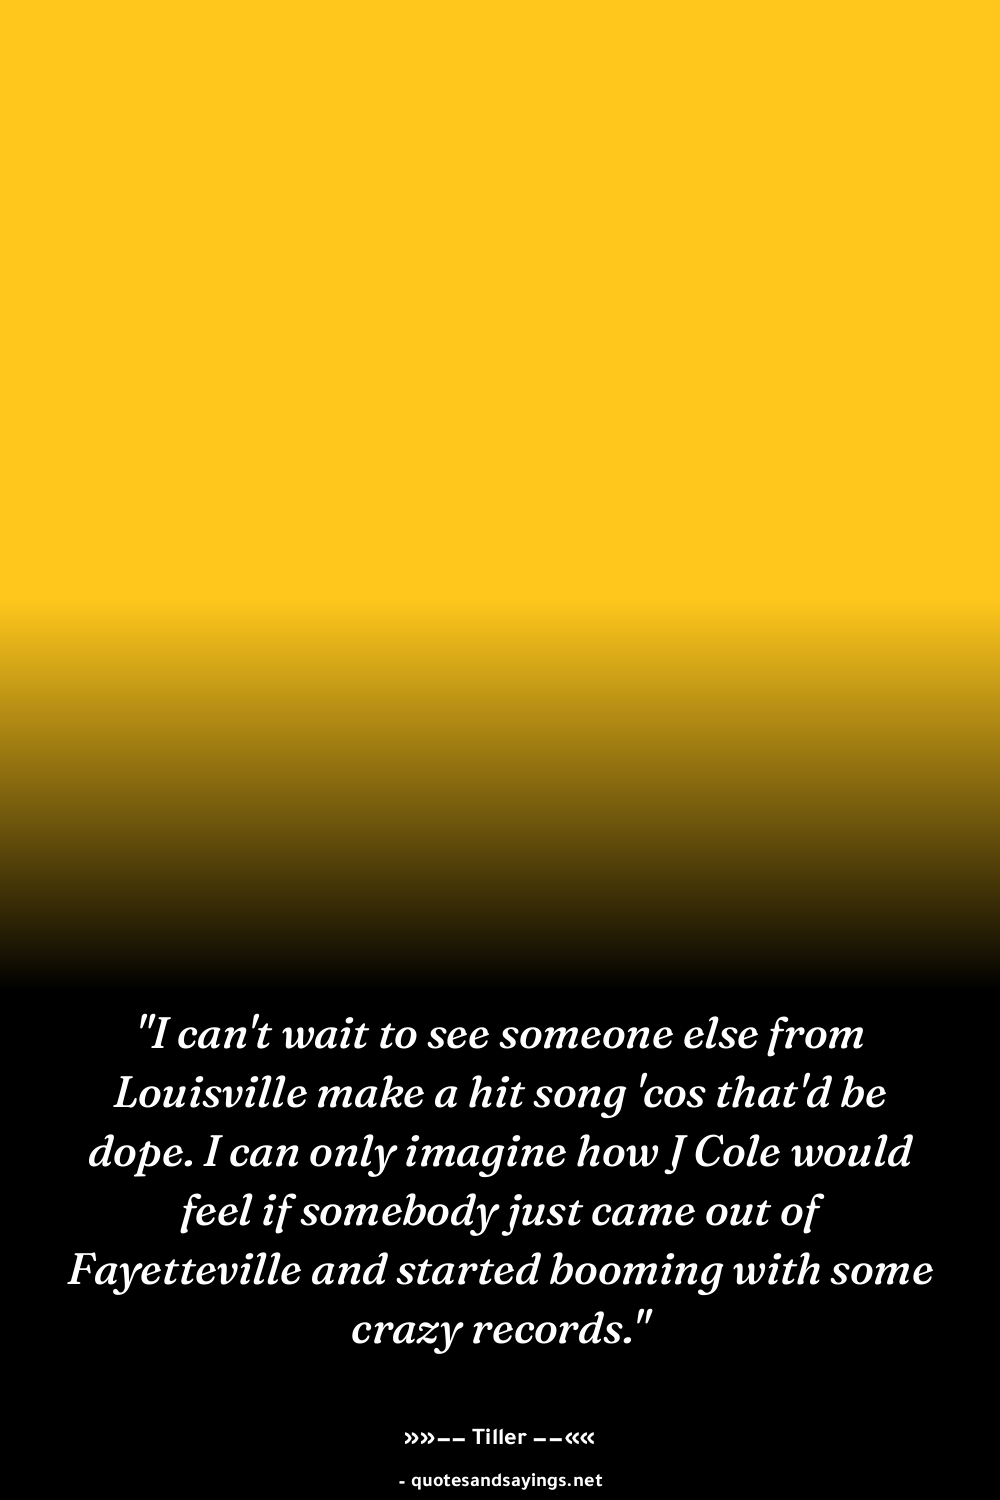 "I can't wait to see someone else from
Louisville make a hit song 'cos that'd be
dope. I can only imagine how J Cole would
feel if somebody just came out of
Fayetteville and started booming with some
crazy records."
»»–– Tiller ––««
- quotesandsayings.net